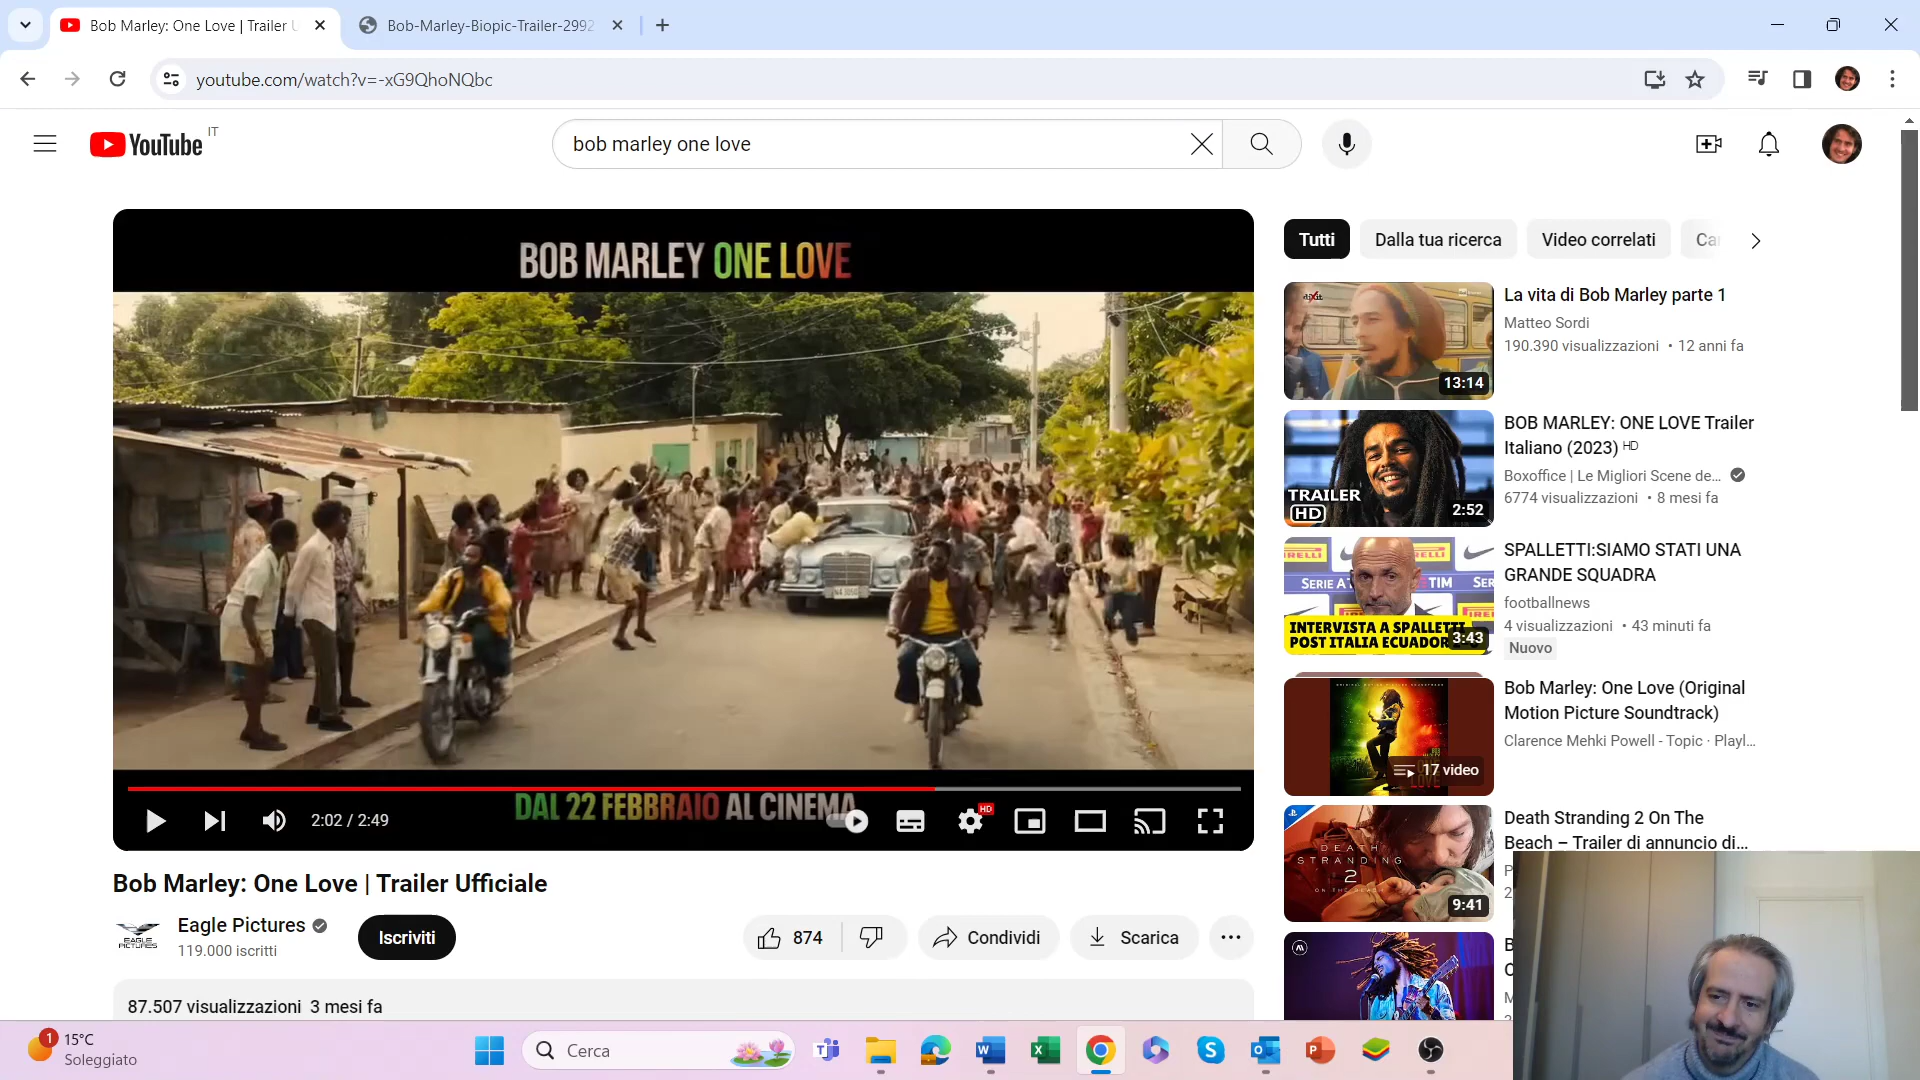 Bob Marley: One Love | Trailer U
Bob-Marley-Biopic-Trailer-2992
youtube.com/watch?v=-xG9QhoNQbc
YouTube IT
bob marley one love
BOB MARLEY ONE LOVE
DAL 22 FEBBRAIO AL CINEMA
2:02 / 2:49
HD
Bob Marley: One Love | Trailer Ufficiale
EAGLE PICTURES
Eagle Pictures
119.000 iscritti
Iscriviti
874
Condividi
Scarica
87.507 visualizzazioni 3 mesi fa
Tutti
Dalla tua ricerca
Video correlati
13:14
La vita di Bob Marley parte 1
Matteo Sordi
190.390 visualizzazioni • 12 anni fa
TRAILER
HD
2:52
BOB MARLEY: ONE LOVE Trailer
Italiano (2023) HD
Boxoffice | Le Migliori Scene de...
6774 visualizzazioni • 8 mesi fa
SERIE A TIM
INTERVISTA A SPALLETTI
POST ITALIA ECUADOR
3:43
SPALLETTI:SIAMO STATI UNA
GRANDE SQUADRA
footballnews
4 visualizzazioni • 43 minuti fa
Nuovo
17 video
Bob Marley: One Love (Original
Motion Picture Soundtrack)
Clarence Mehki Powell - Topic · Playl...
DEATH
STRANDING
2
ON THE BEACH
9:41
Death Stranding 2 On The
Beach – Trailer di annuncio di...
1
15°C
Soleggiato
Cerca